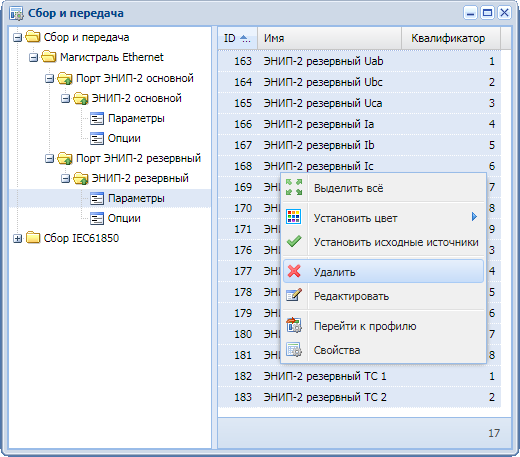 Сбор и передача
Сбор и передача
Магистраль Ethernet
Порт ЭНИП-2 основной
ЭНИП-2 основной
Параметры
Опции
Порт ЭНИП-2 резервный
ЭНИП-2 резервный
Параметры
Опции
Сбор IEC61850
ID Имя Квалификатор
163 ЭНИП-2 резервный Uab 1
164 ЭНИП-2 резервный Ubc 2
165 ЭНИП-2 резервный Uca 3
166 ЭНИП-2 резервный Ia 4
167 ЭНИП-2 резервный Ib 5
168 ЭНИП-2 резервный Ic 6
169 7
170 8
171 9
176 3
177 4
178 5
179 6
180 7
181 8
182 ЭНИП-2 резервный ТС 1 1
183 ЭНИП-2 резервный ТС 2 2
17
Выделить всё
Установить цвет
Установить исходные источники
Удалить
Редактировать
Перейти к профилю
Свойства